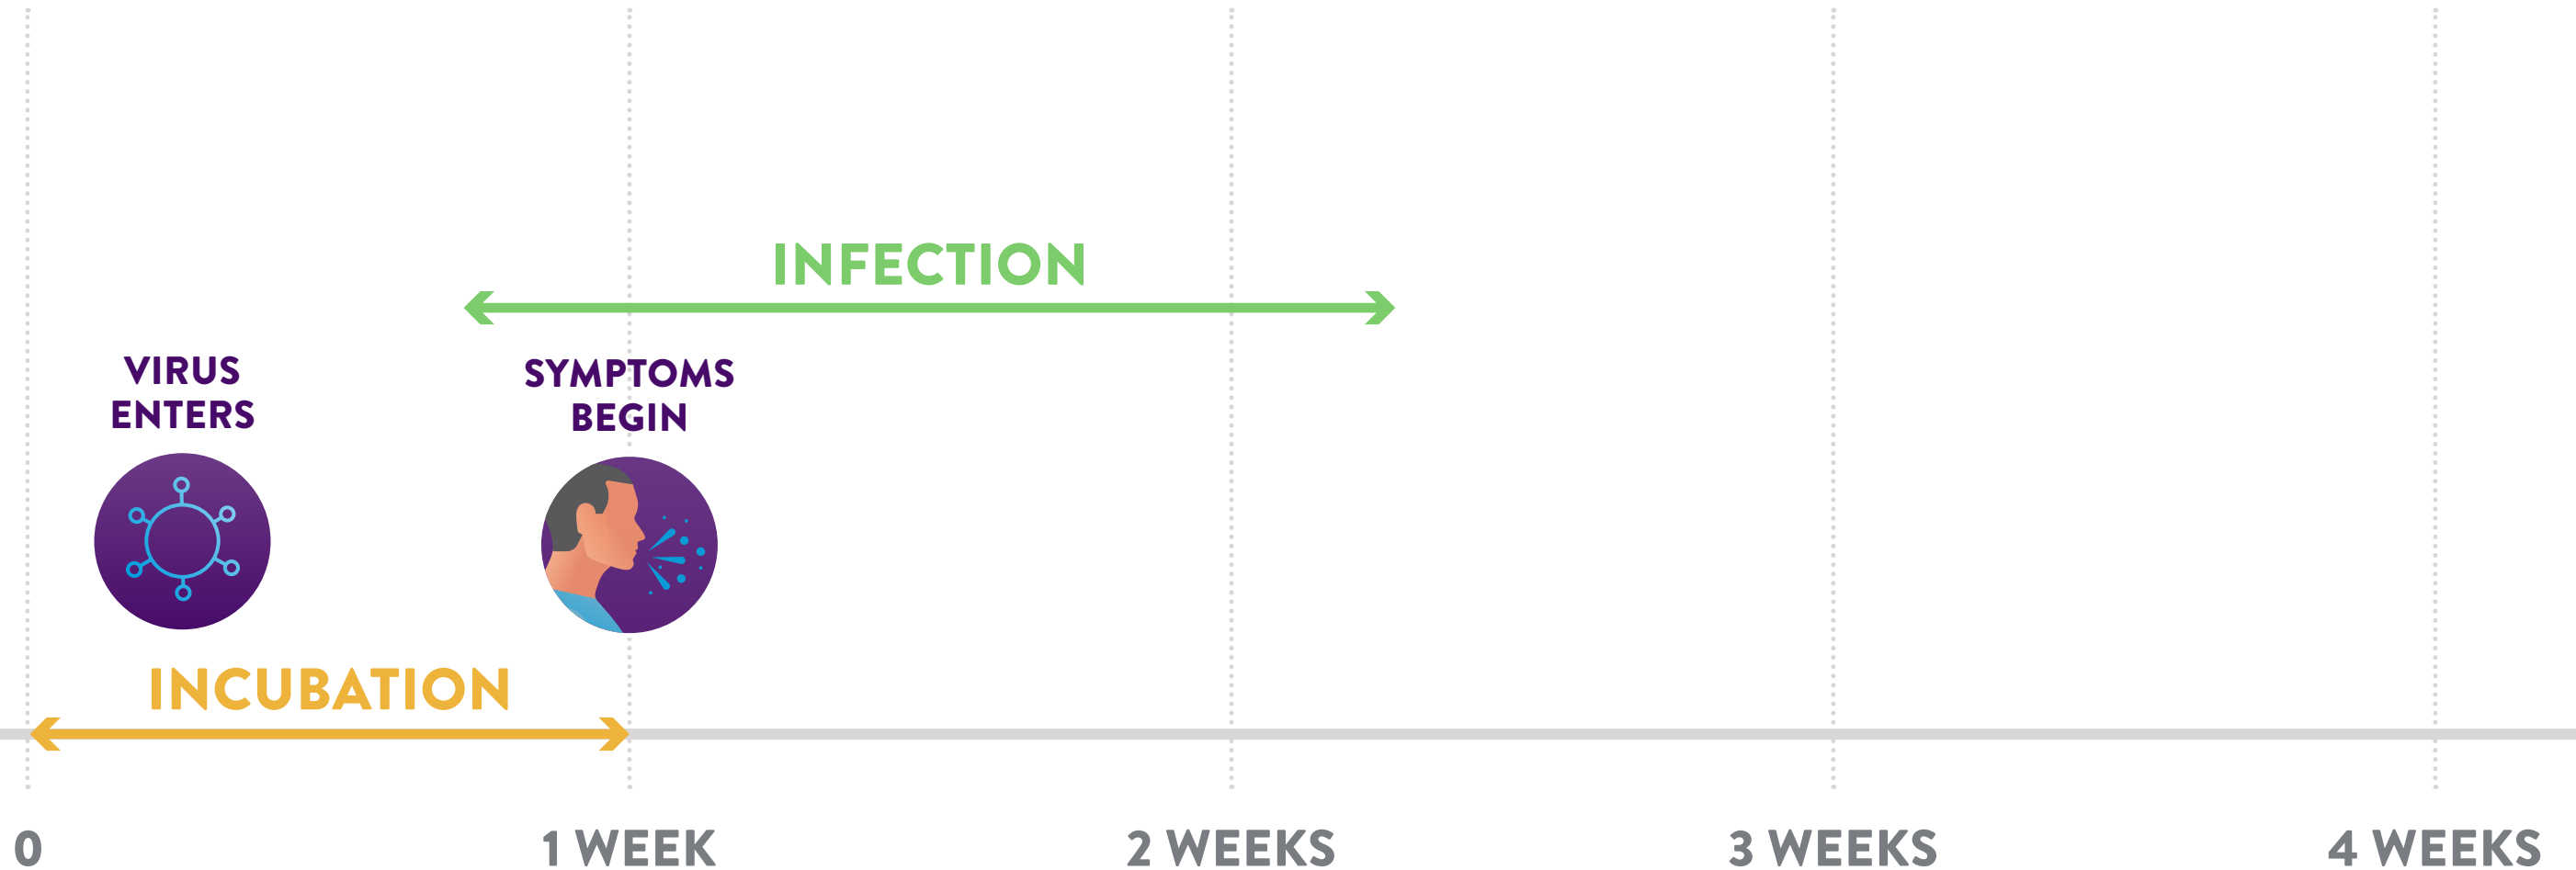 INFECTION
VIRUS
ENTERS
SYMPTOMS
BEGIN
INCUBATION
0
1 WEEK
2 WEEKS
3 WEEKS
4 WEEKS